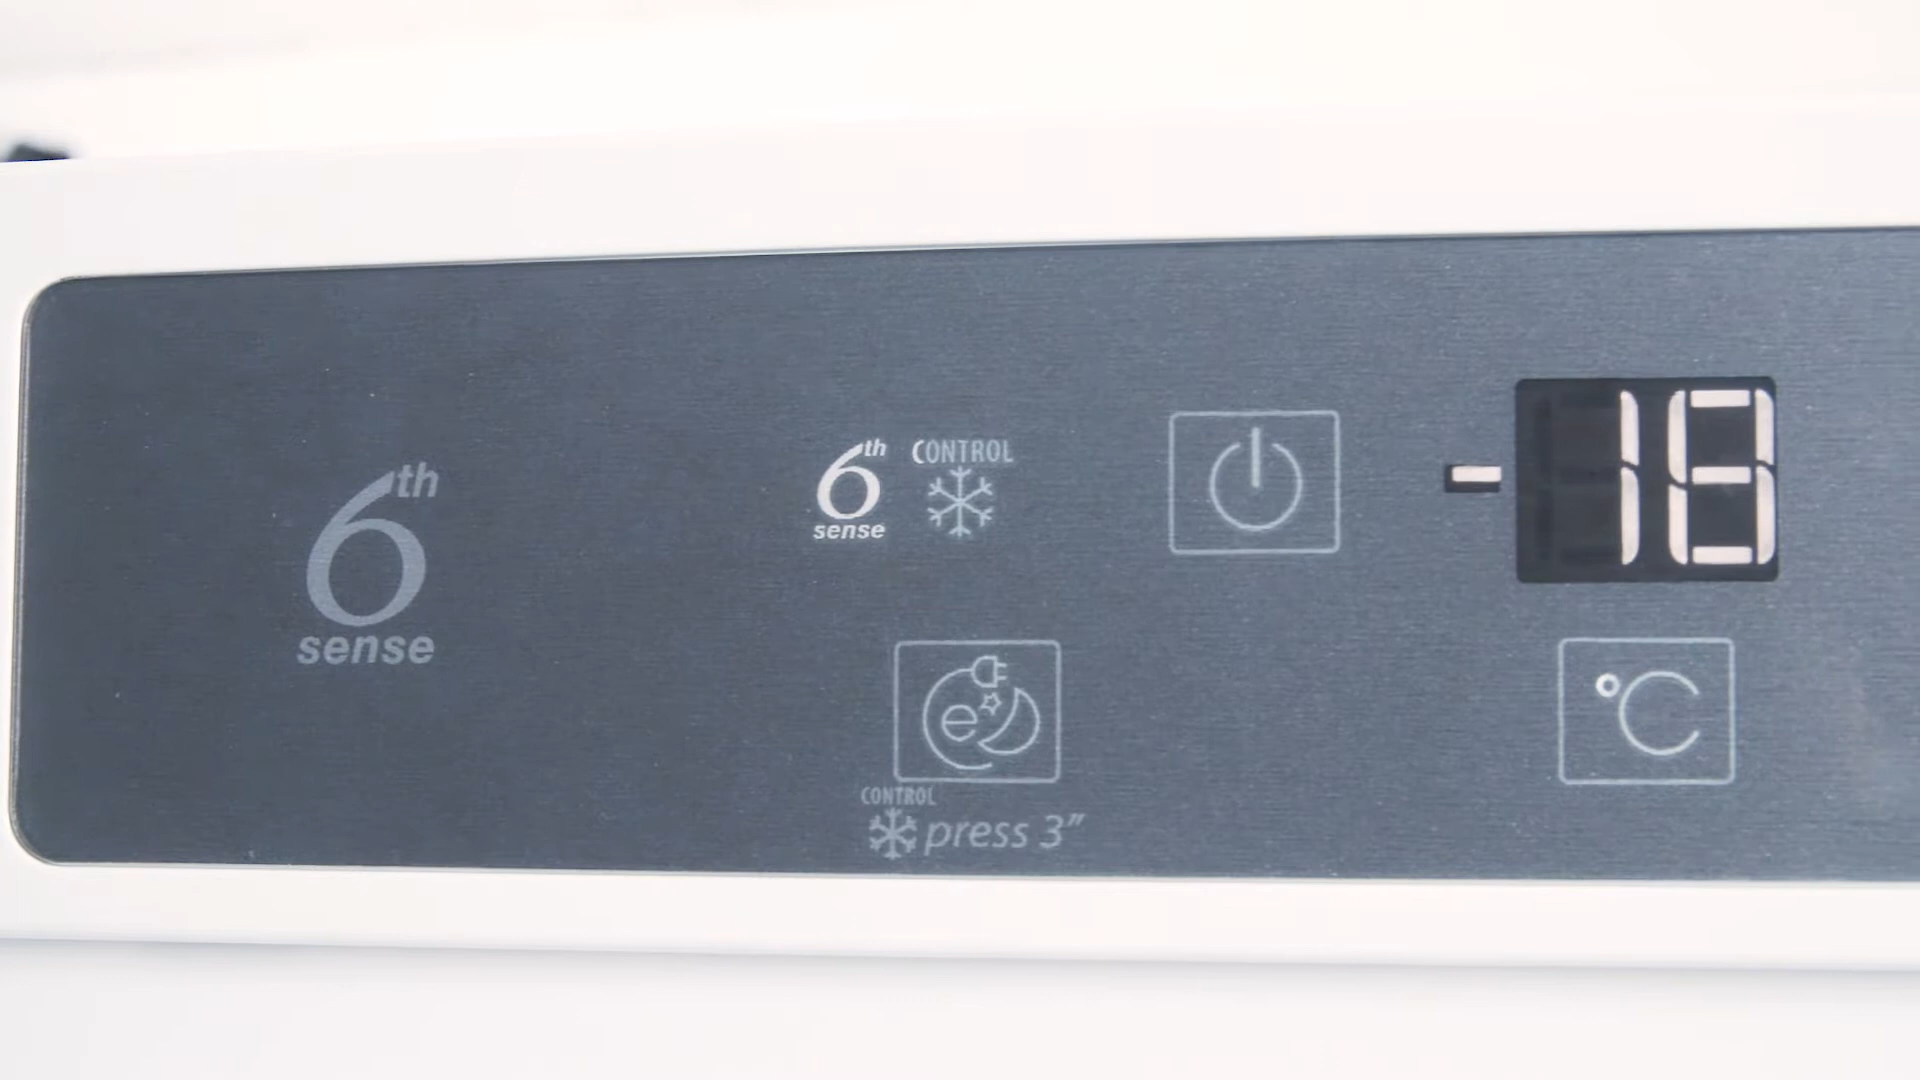 6th
sense
6th
sense
CONTROL
-18
e
°C
CONTROL
press 3"